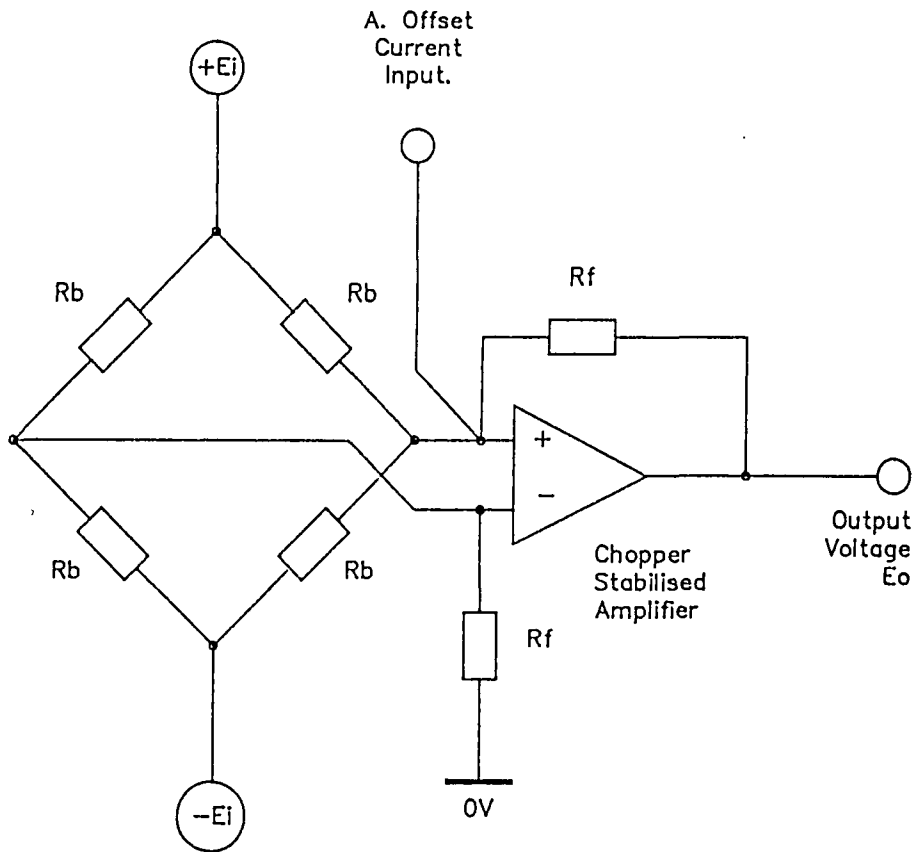 A. Offset
Current
Input.
+Ei
Rb
Rb
Rf
+
−
Rb
Rb
Chopper
Stabilised
Amplifier
Output
Voltage
Eo
Rf
0V
−Ei